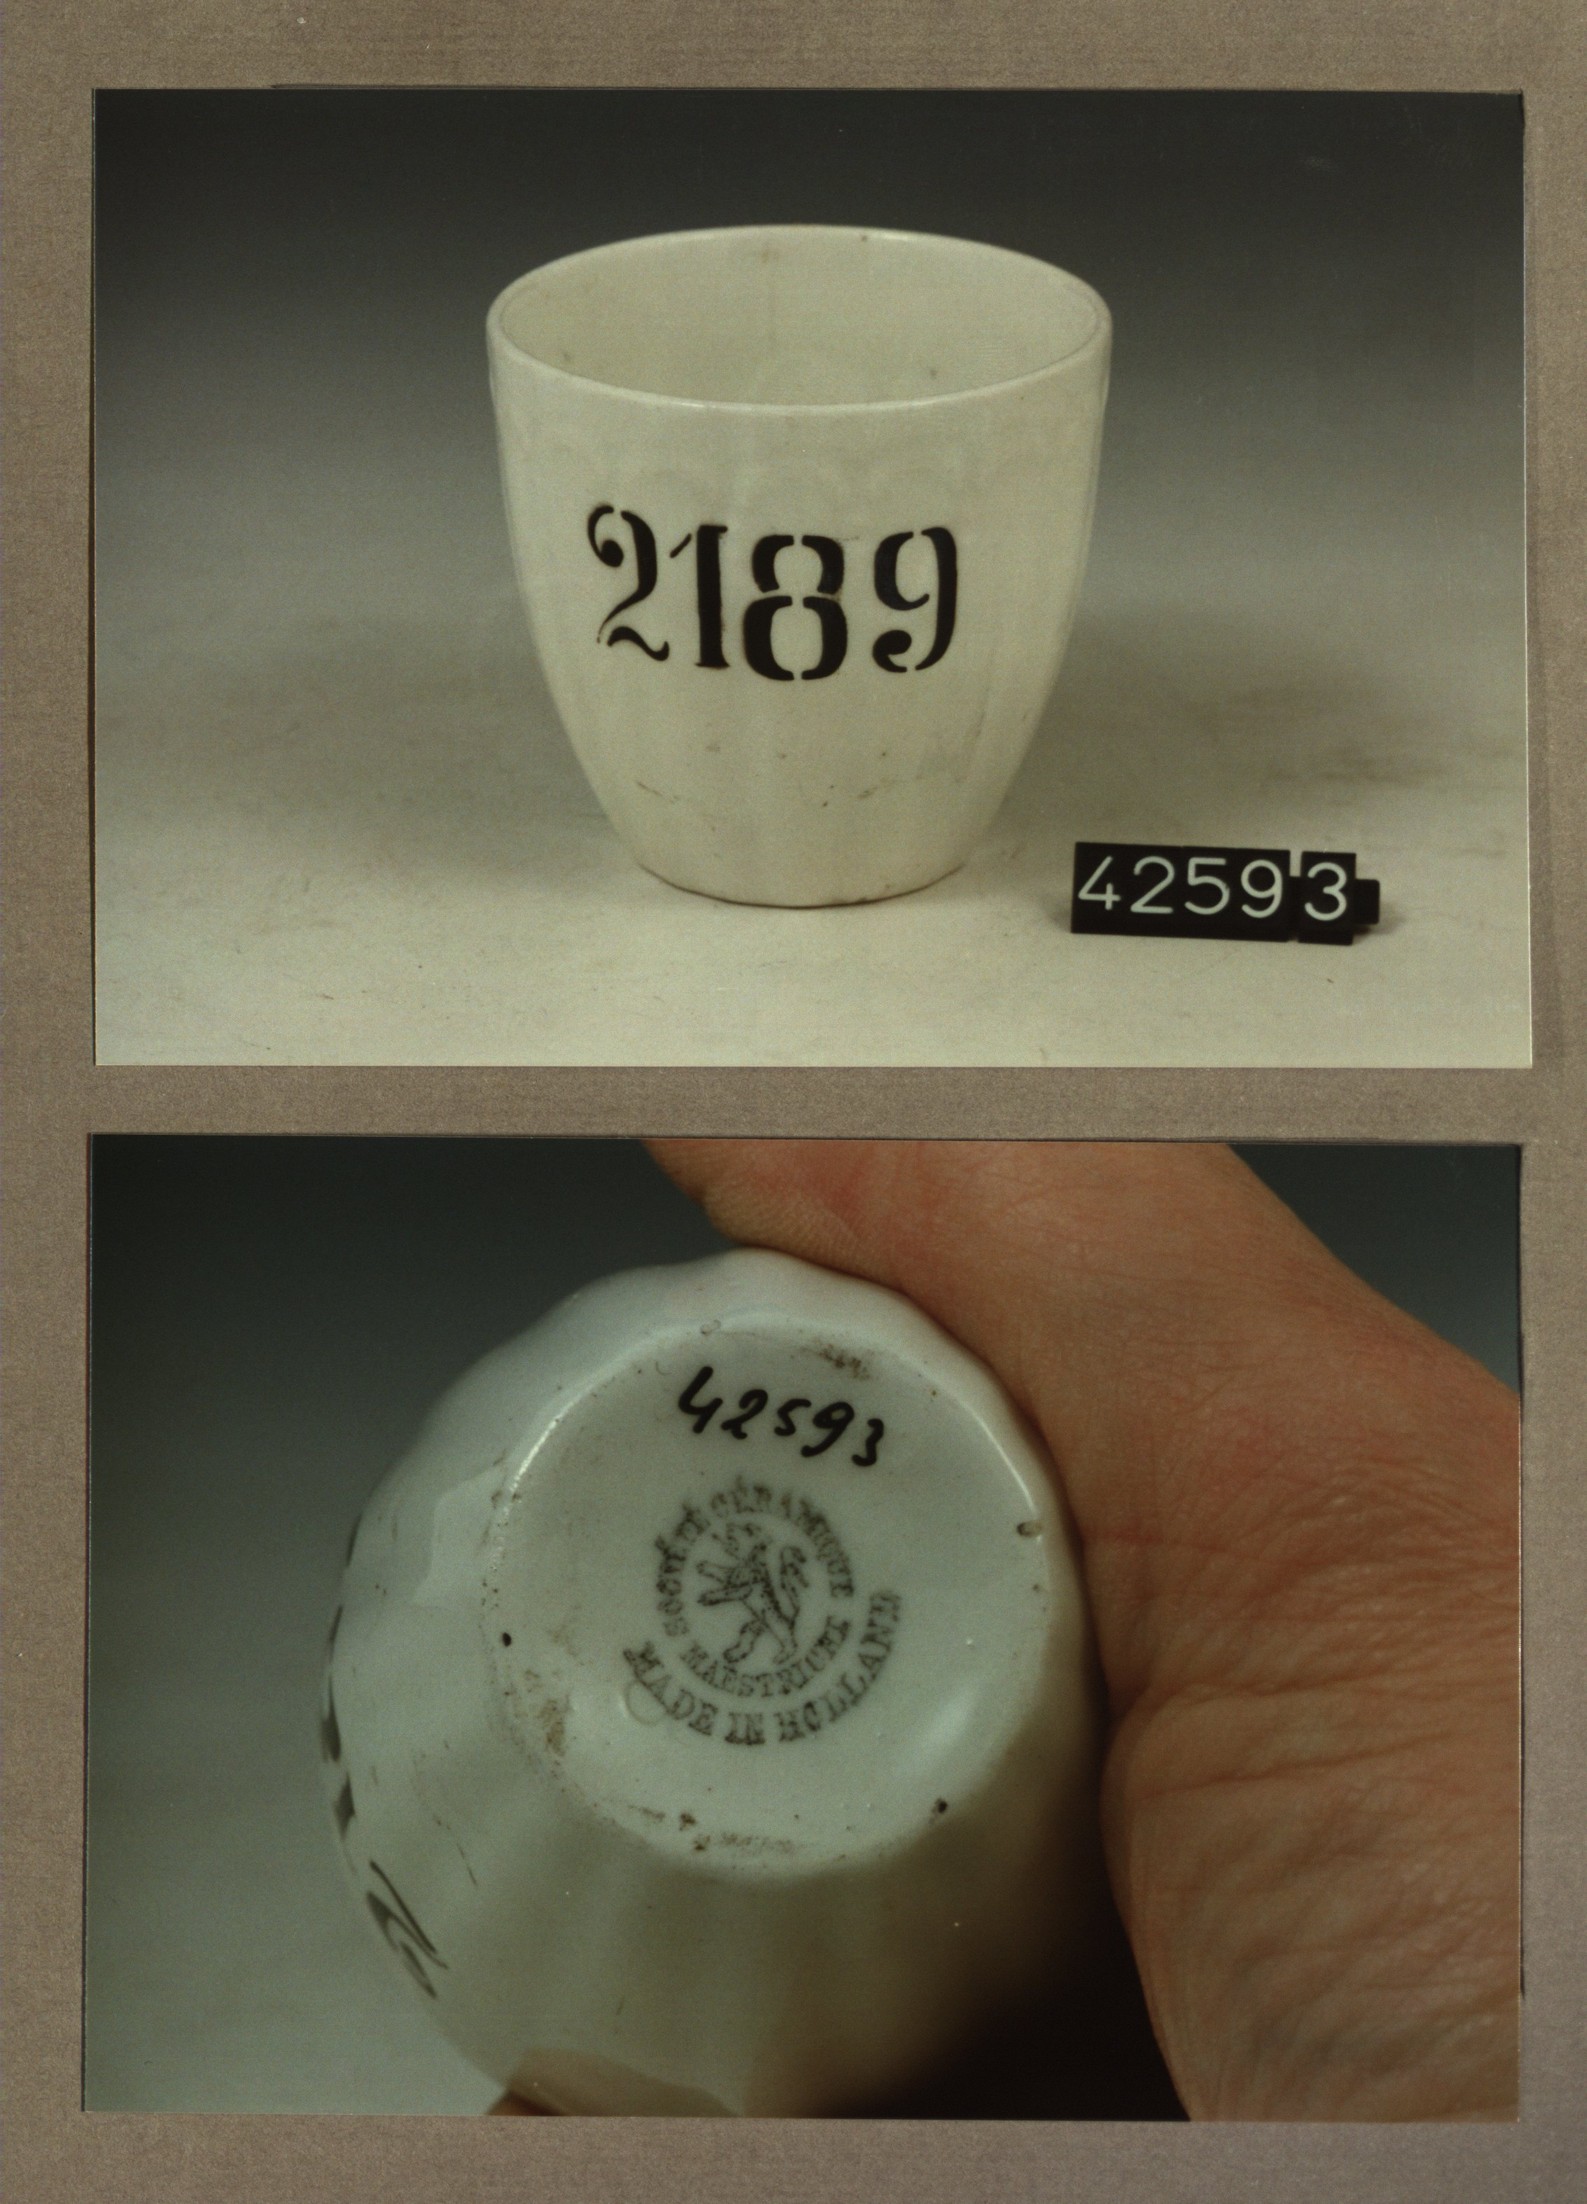 2189
42593
42593
SOCIÉTÉ CÉRAMIQUE
MAESTRICHT
MADE IN HOLLAND